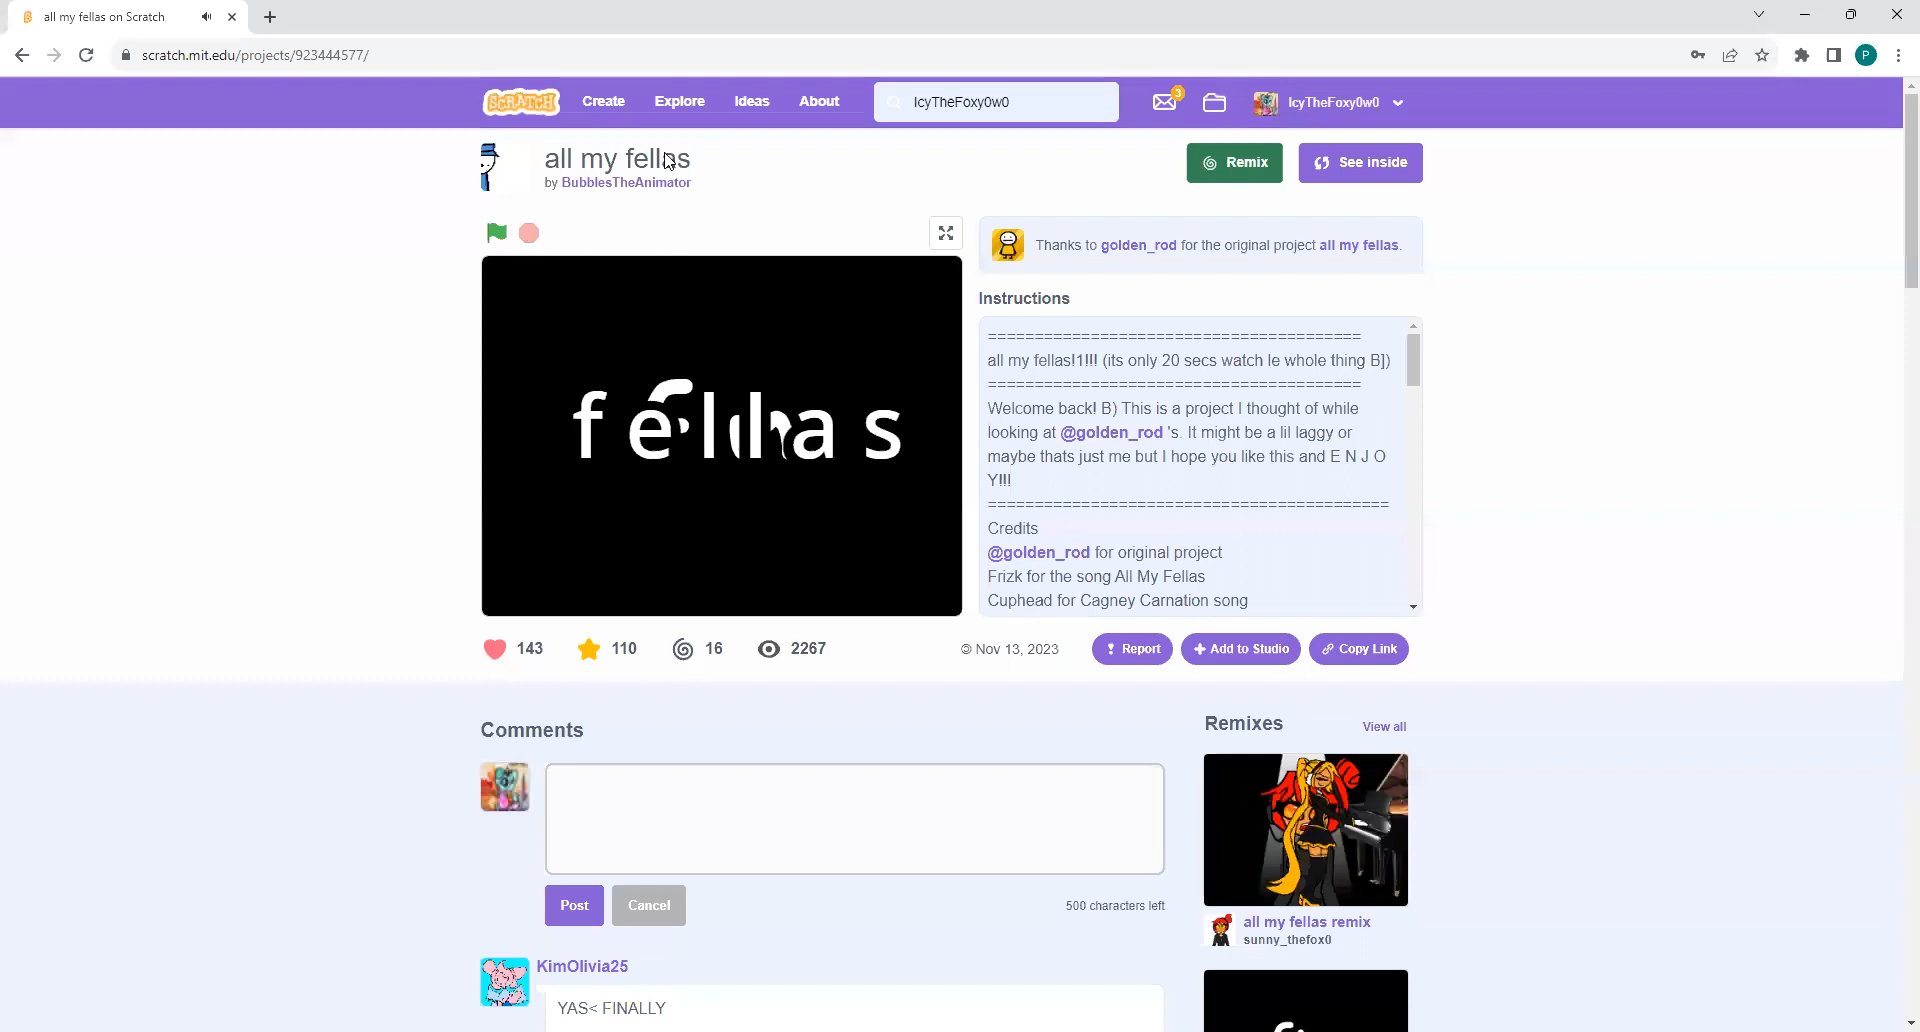 all my fellas on Scratch
scratch.mit.edu/projects/923444577/
P
SCRATCH
Create
Explore
Ideas
About
IcyTheFoxy0w0
3
IcyTheFoxy0w0
all my fellas
by BubblesTheAnimator
Remix
See inside
Thanks to golden_rod for the original project all my fellas.
Instructions
========================================
all my fellas!1!!! (its only 20 secs watch le whole thing B])
========================================
Welcome back! B) This is a project I thought of while
looking at @golden_rod 's. It might be a lil laggy or
maybe thats just me but I hope you like this and E N J O
Y!!!
===========================================
Credits
@golden_rod for original project
Frizk for the song All My Fellas
Cuphead for Cagney Carnation song
143
110
16
2267
© Nov 13, 2023
Report
Add to Studio
Copy Link
Comments
Post
Cancel
500 characters left
KimOlivia25
YAS< FINALLY
Remixes
View all
all my fellas remix
sunny_thefox0